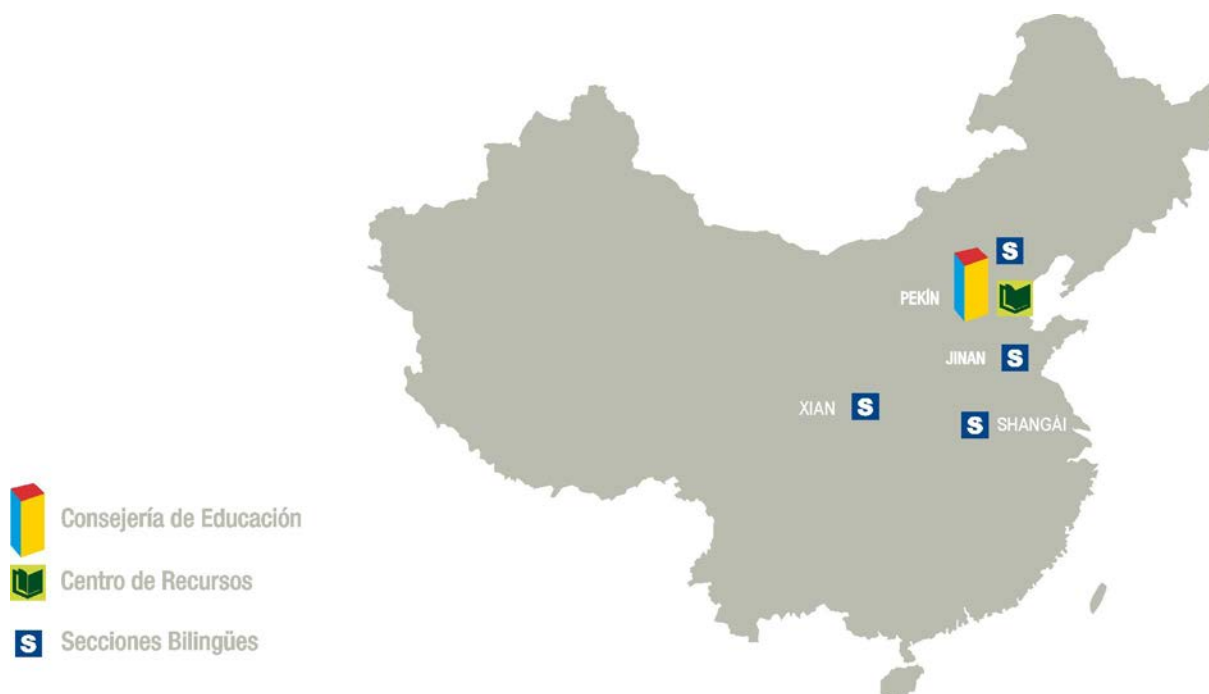 PEKÍN
JINAN
XIAN
S
S
S
S SHANGÁI
Consejería de Educación
Centro de Recursos
S Secciones Bilingües